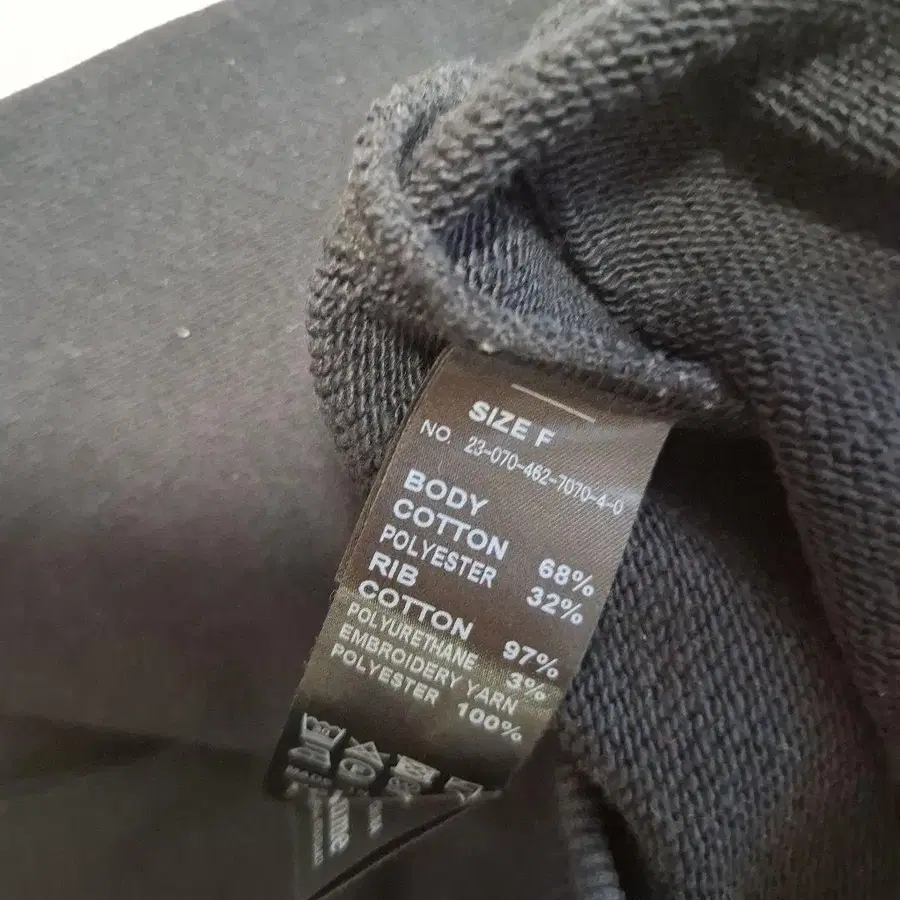 SIZE F
NO. 23-070-462-7070-4-0
BODY
COTTON 68%
POLYESTER 32%
RIB
COTTON 97%
POLYURETHANE 3%
EMBROIDERY YARN
POLYESTER 100%